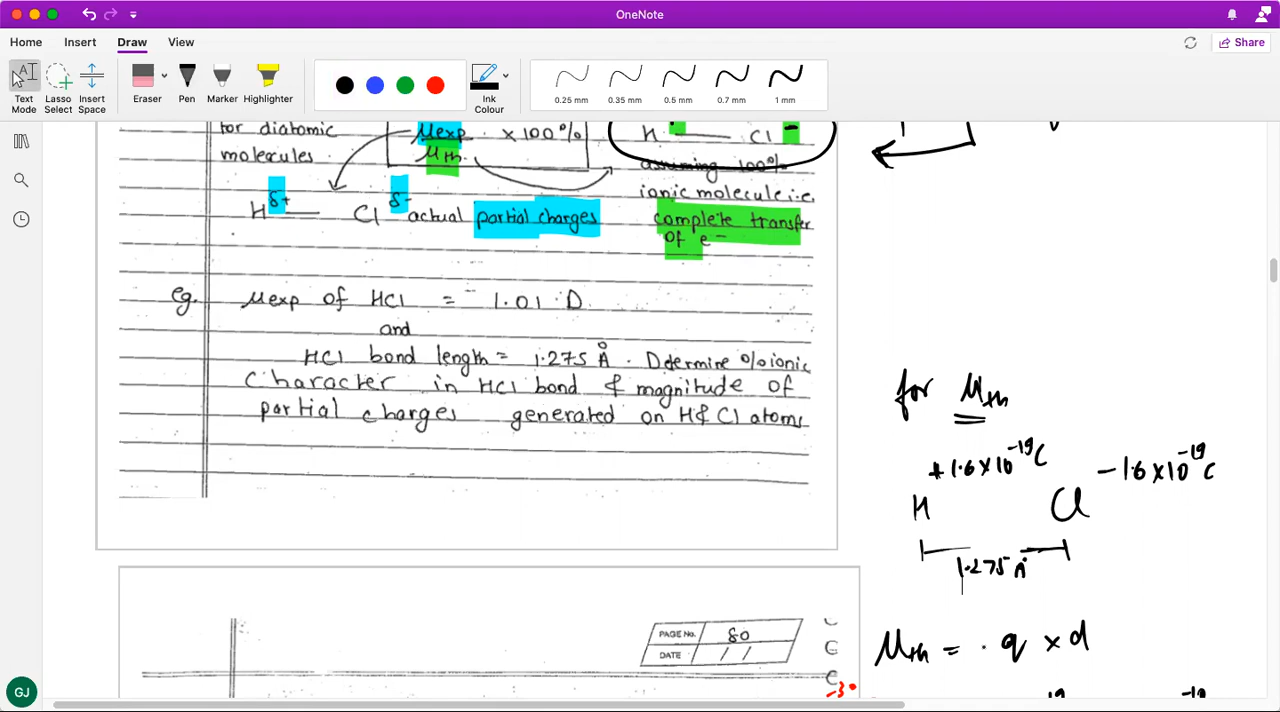 OneNote
Home Insert Draw View
Share
Text Mode
Lasso Select
Insert Space
Eraser
Pen
Marker
Highlighter
Ink Colour
0.25 mm
0.35 mm
0.5 mm
0.7 mm
1 mm
for diatomic
molecules.
μexp × 100%
μth.
H Cl -
assuming 100%
ionic molecule i.e.
complete transfer
of e-
H δ+ — Cl δ- actual partial charges
eg. μexp of HCl = 1.01 D.
and
HCl bond length = 1.275 Å. Determine % ionic
character in HCl bond & magnitude of
partial charges generated on H & Cl atoms
for μth
+1.6×10⁻¹⁹C -1.6×10⁻¹⁹C
H Cl
1.275 Å
μth = q × d
PAGE No. 80
DATE / /
GJ